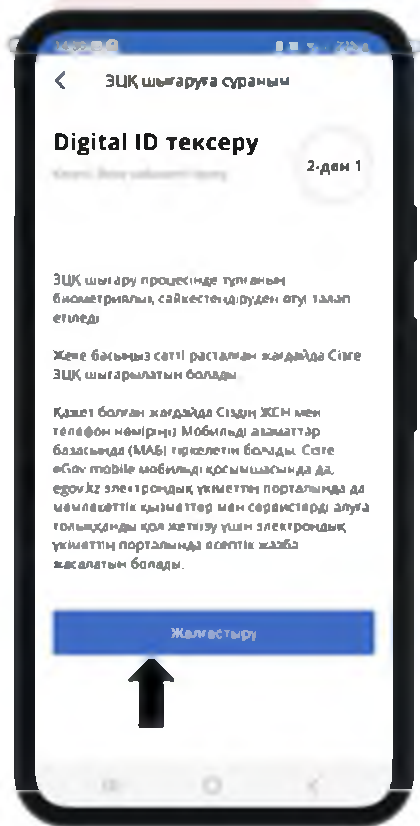 ЭЦҚ шығаруға сұраным
Digital ID тексеру
2-ден 1
ЭЦҚ шығару процесінде тұлғаның
биометриялық сәйкестендіруден өтуі талап
етіледі
Жеке басыңыз сәтті расталған жағдайда Сізге
ЭЦҚ шығарылатын болады
Қажет болған жағдайда Сіздің ЖСН мен
телефон нөміріңіз Мобильді азаматтар
базасында (МАБ) тіркелетін болады. Сізге
eGov mobile мобильді қосымшасында да,
egov.kz электрондық үкіметтің порталында да
мемлекеттік қызметтер мен сервистерді алуға
толыққанды қол жеткізу үшін электрондық
үкіметтің порталында есептік жазба
жасалатын болады.
Жалғастыру